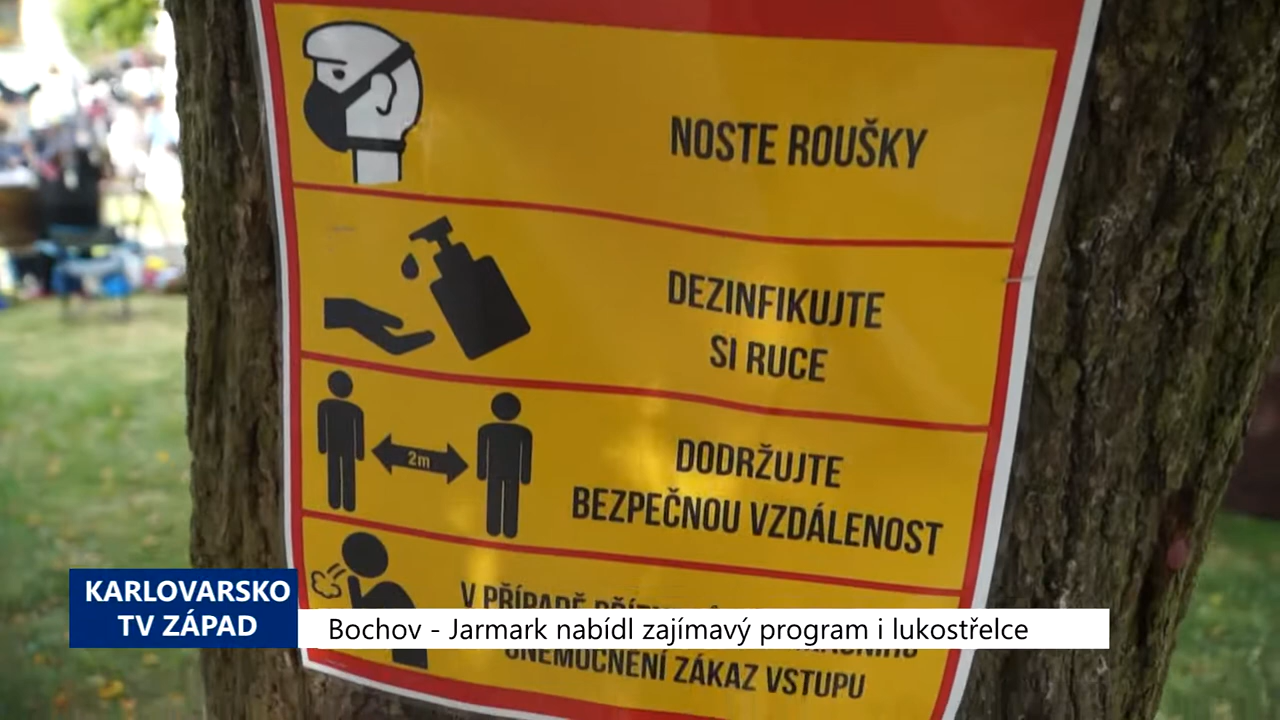 NOSTE ROUŠKY
DEZINFIKUJTE
SI RUCE
2m
DODRŽUJTE
BEZPEČNOU VZDÁLENOST
V PŘÍPADĚ
ONEMOCNĚNÍ ZÁKAZ VSTUPU
KARLOVARSKO
TV ZÁPAD
Bochov - Jarmark nabídl zajímavý program i lukostřelce